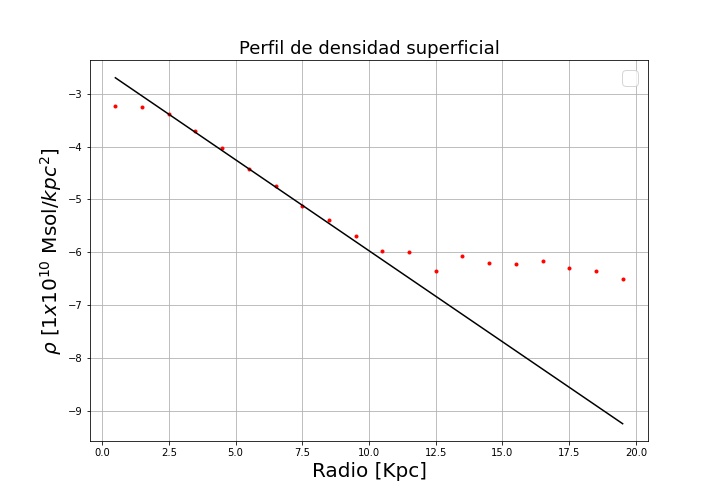 Perfil de densidad superficial
ρ [1x10¹⁰ Msol/kpc²]
−3
−4
−5
−6
−7
−8
−9
0.0 2.5 5.0 7.5 10.0 12.5 15.0 17.5 20.0
Radio [Kpc]